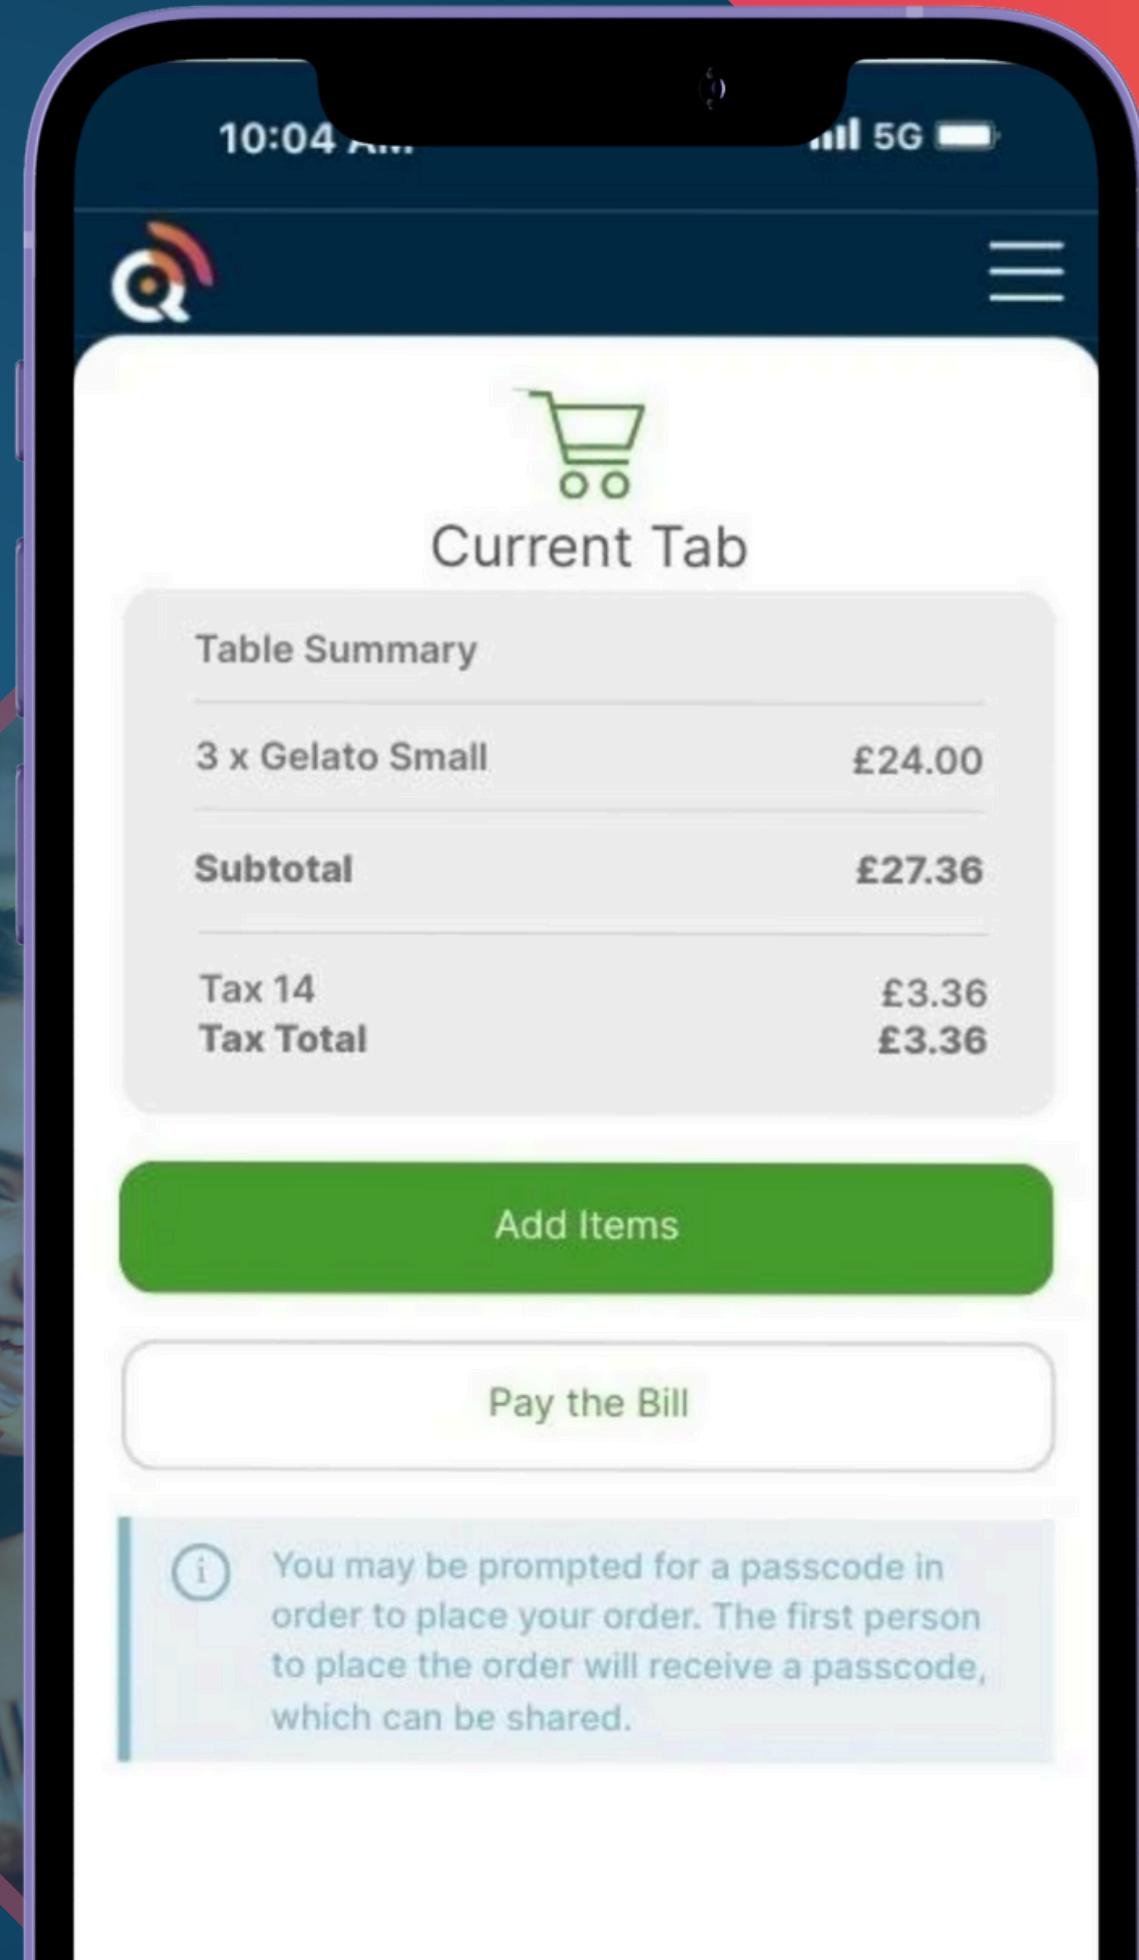 10:04 AM 5G
Current Tab
Table Summary
3 x Gelato Small £24.00
Subtotal £27.36
Tax 14 £3.36
Tax Total £3.36
Add Items
Pay the Bill
You may be prompted for a passcode in
order to place your order. The first person
to place the order will receive a passcode,
which can be shared.